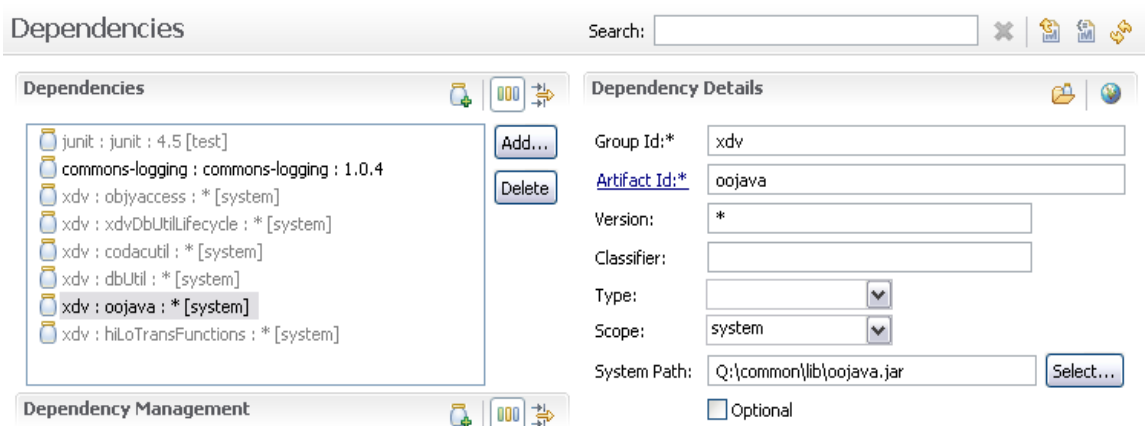 Dependencies
Search:
Dependencies
junit : junit : 4.5 [test]
commons-logging : commons-logging : 1.0.4
xdv : objyaccess : * [system]
xdv : xdvDbUtilLifecycle : * [system]
xdv : codacutil : * [system]
xdv : dbUtil : * [system]
xdv : oojava : * [system]
xdv : hiLoTransFunctions : * [system]
Add...
Delete
Dependency Management
Dependency Details
Group Id:* xdv
Artifact Id:* oojava
Version: *
Classifier:
Type:
Scope: system
System Path: Q:\common\lib\oojava.jar Select...
Optional